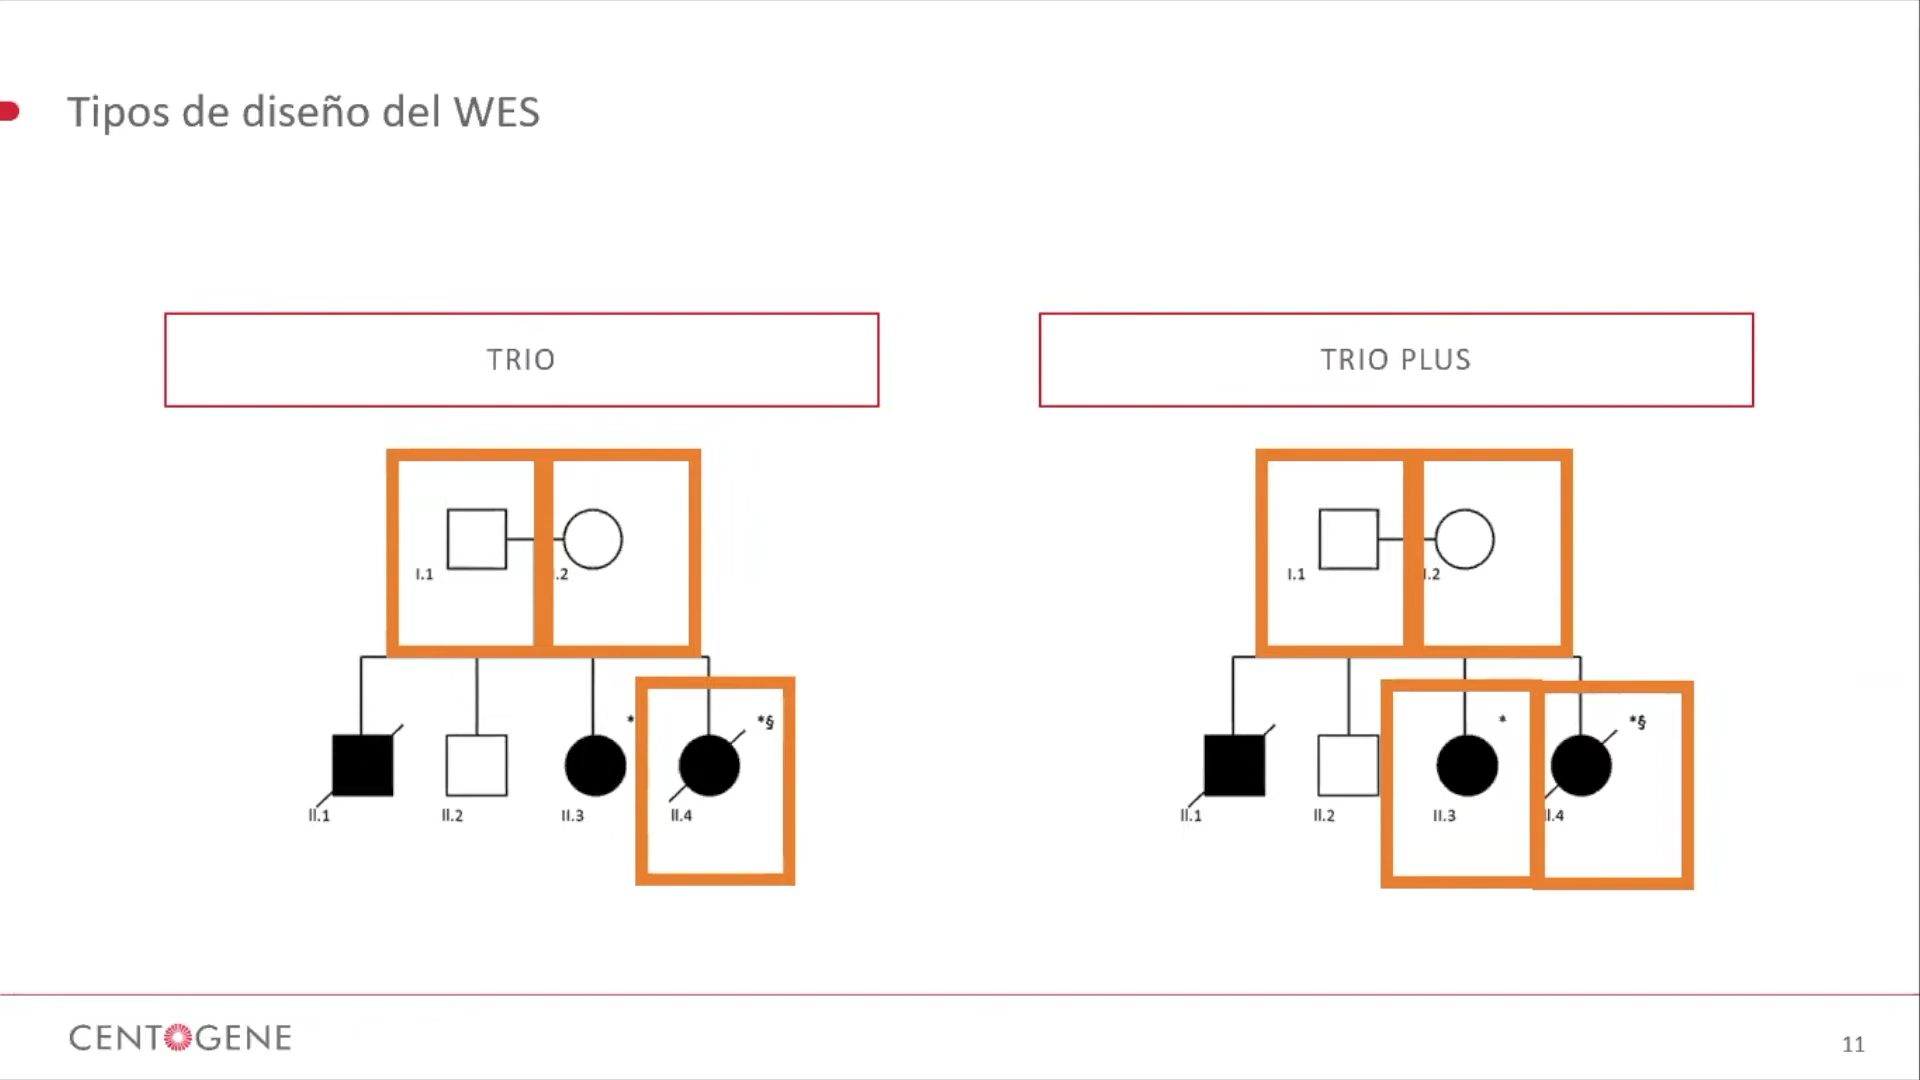 Tipos de diseño del WES
TRIO
TRIO PLUS
I.1
.2
* *§
II.1 II.2 II.3 II.4
I.1
I.2
* *§
II.1 II.2 II.3 II.4
CENTOGENE
11